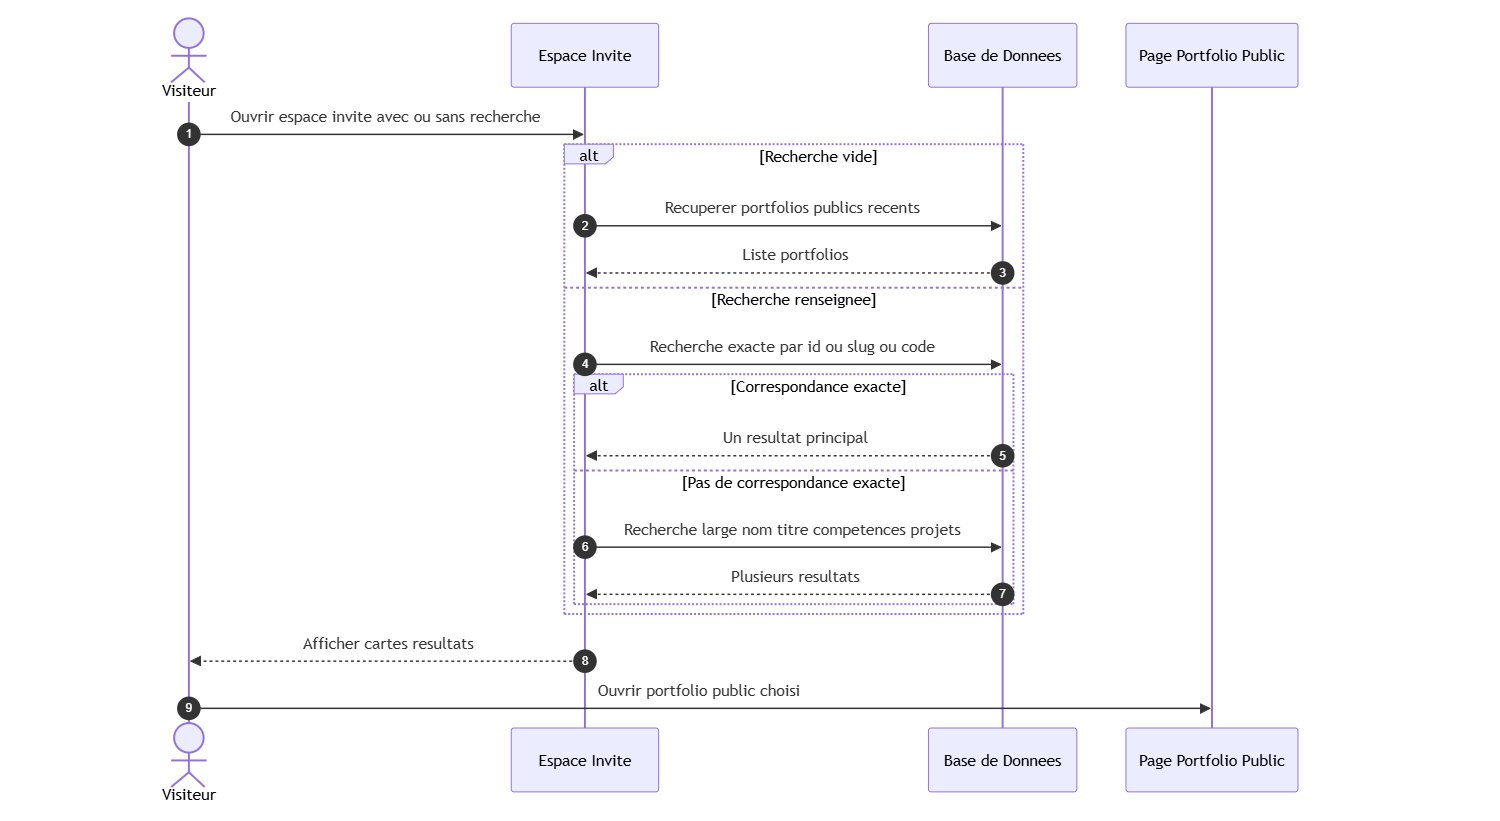 Visiteur
Espace Invite
Base de Donnees
Page Portfolio Public
1
Ouvrir espace invite avec ou sans recherche
alt
[Recherche vide]
2
Recuperer portfolios publics recents
Liste portfolios
3
[Recherche renseignee]
4
Recherche exacte par id ou slug ou code
alt
[Correspondance exacte]
Un resultat principal
5
[Pas de correspondance exacte]
6
Recherche large nom titre competences projets
Plusieurs resultats
7
Afficher cartes resultats
8
9
Ouvrir portfolio public choisi
Visiteur
Espace Invite
Base de Donnees
Page Portfolio Public